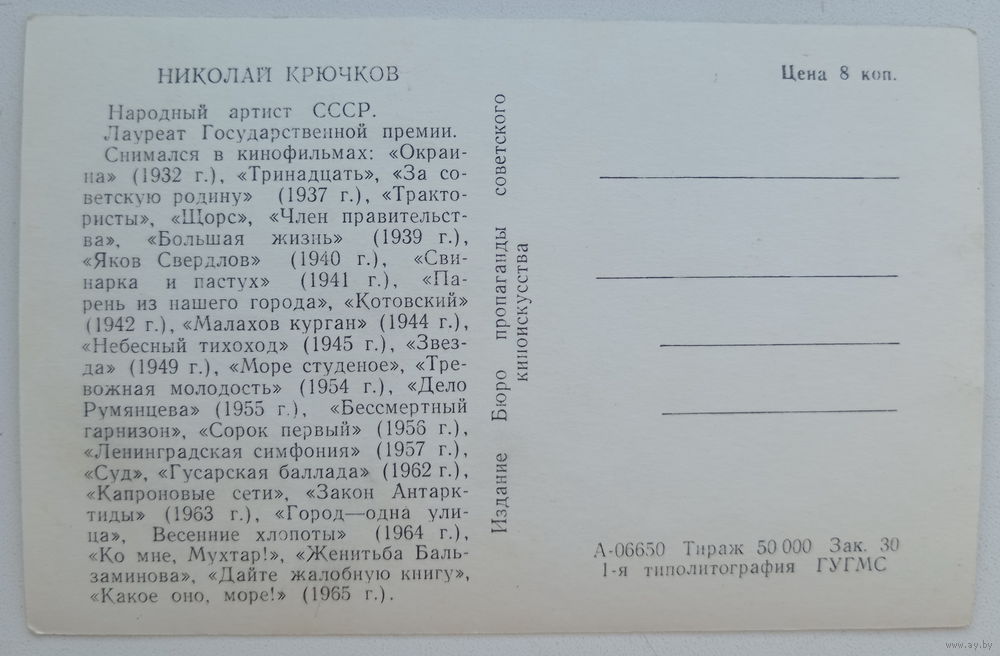 НИКОЛАЙ КРЮЧКОВ
Народный артист СССР.
Лауреат Государственной премии.
Снимался в кинофильмах: «Окраи-
на» (1932 г.), «Тринадцать», «За со-
ветскую родину» (1937 г.), «Тракто-
ристы», «Щорс», «Член правительст-
ва», «Большая жизнь» (1939 г.),
«Яков Свердлов» (1940 г.), «Сви-
нарка и пастух» (1941 г.), «Па-
рень из нашего города», «Котовский»
(1942 г.), «Малахов курган» (1944 г.),
«Небесный тихоход» (1945 г.), «Звез-
да» (1949 г.), «Море студеное», «Тре-
вожная молодость» (1954 г.), «Дело
Румянцева» (1955 г.), «Бессмертный
гарнизон», «Сорок первый» (1956 г.),
«Ленинградская симфония» (1957 г.),
«Суд», «Гусарская баллада» (1962 г.),
«Капроновые сети», «Закон Антарк-
тиды» (1963 г.), «Город—одна ули-
ца», Весенние хлопоты» (1964 г.),
«Ко мне, Мухтар!», «Женитьба Баль-
заминова», «Дайте жалобную книгу»,
«Какое оно, море!» (1965 г.).
Издание Бюро пропаганды советского
киноискусства
Цена 8 коп.
А-06650 Тираж 50 000 Зак. 30
1-я типолитография ГУГМС
www.ay.by